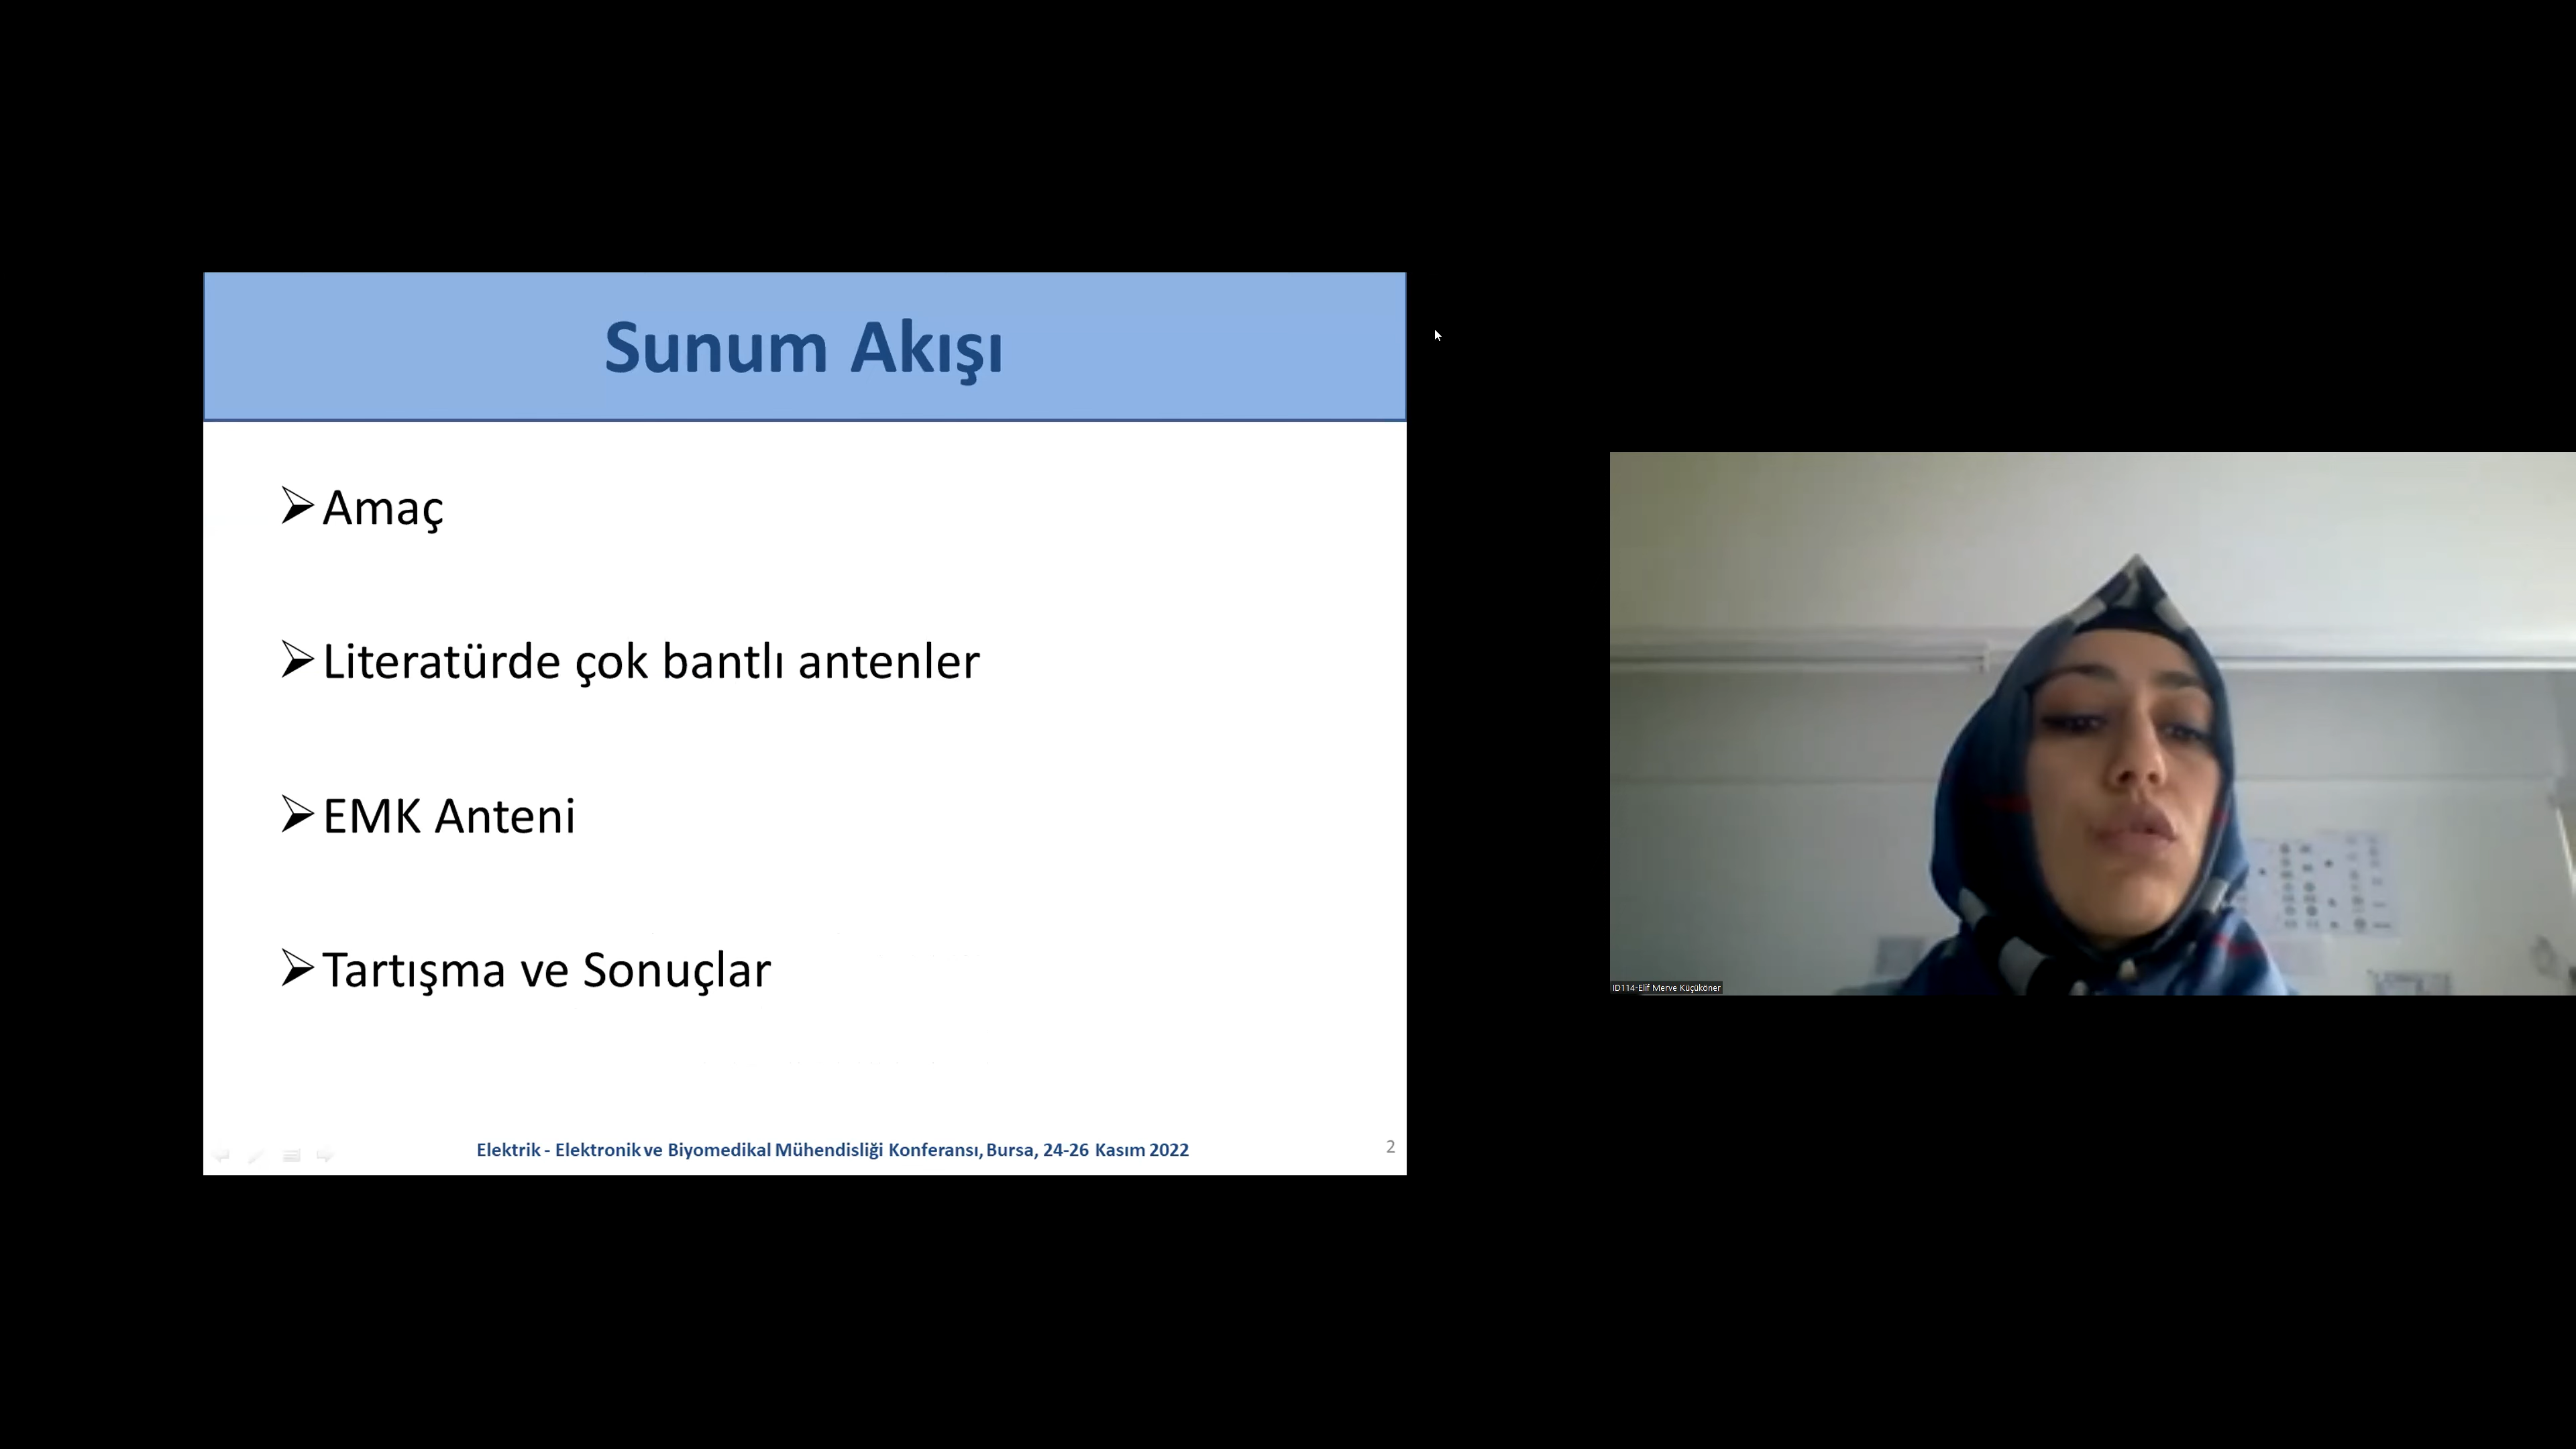 Sunum Akışı
Amaç
Literatürde çok bantlı antenler
EMK Anteni
Tartışma ve Sonuçlar
Elektrik - Elektronik ve Biyomedikal Mühendisliği Konferansı, Bursa, 24-26 Kasım 2022
2
ID114-Elif Merve Küçüköner